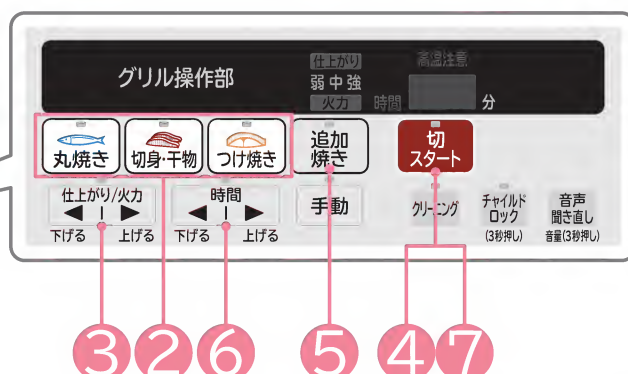 グリル操作部
仕上がり
弱 中 強
火力
高温注意
時間
分
丸焼き
切身・干物
つけ焼き
追加
焼き
切
スタート
仕上がり/火力
下げる
上げる
時間
下げる
上げる
手動
クリーニング
チャイルド
ロック
(3秒押し)
音声
聞き直し
音量(3秒押し)
3
2
6
5
4
7